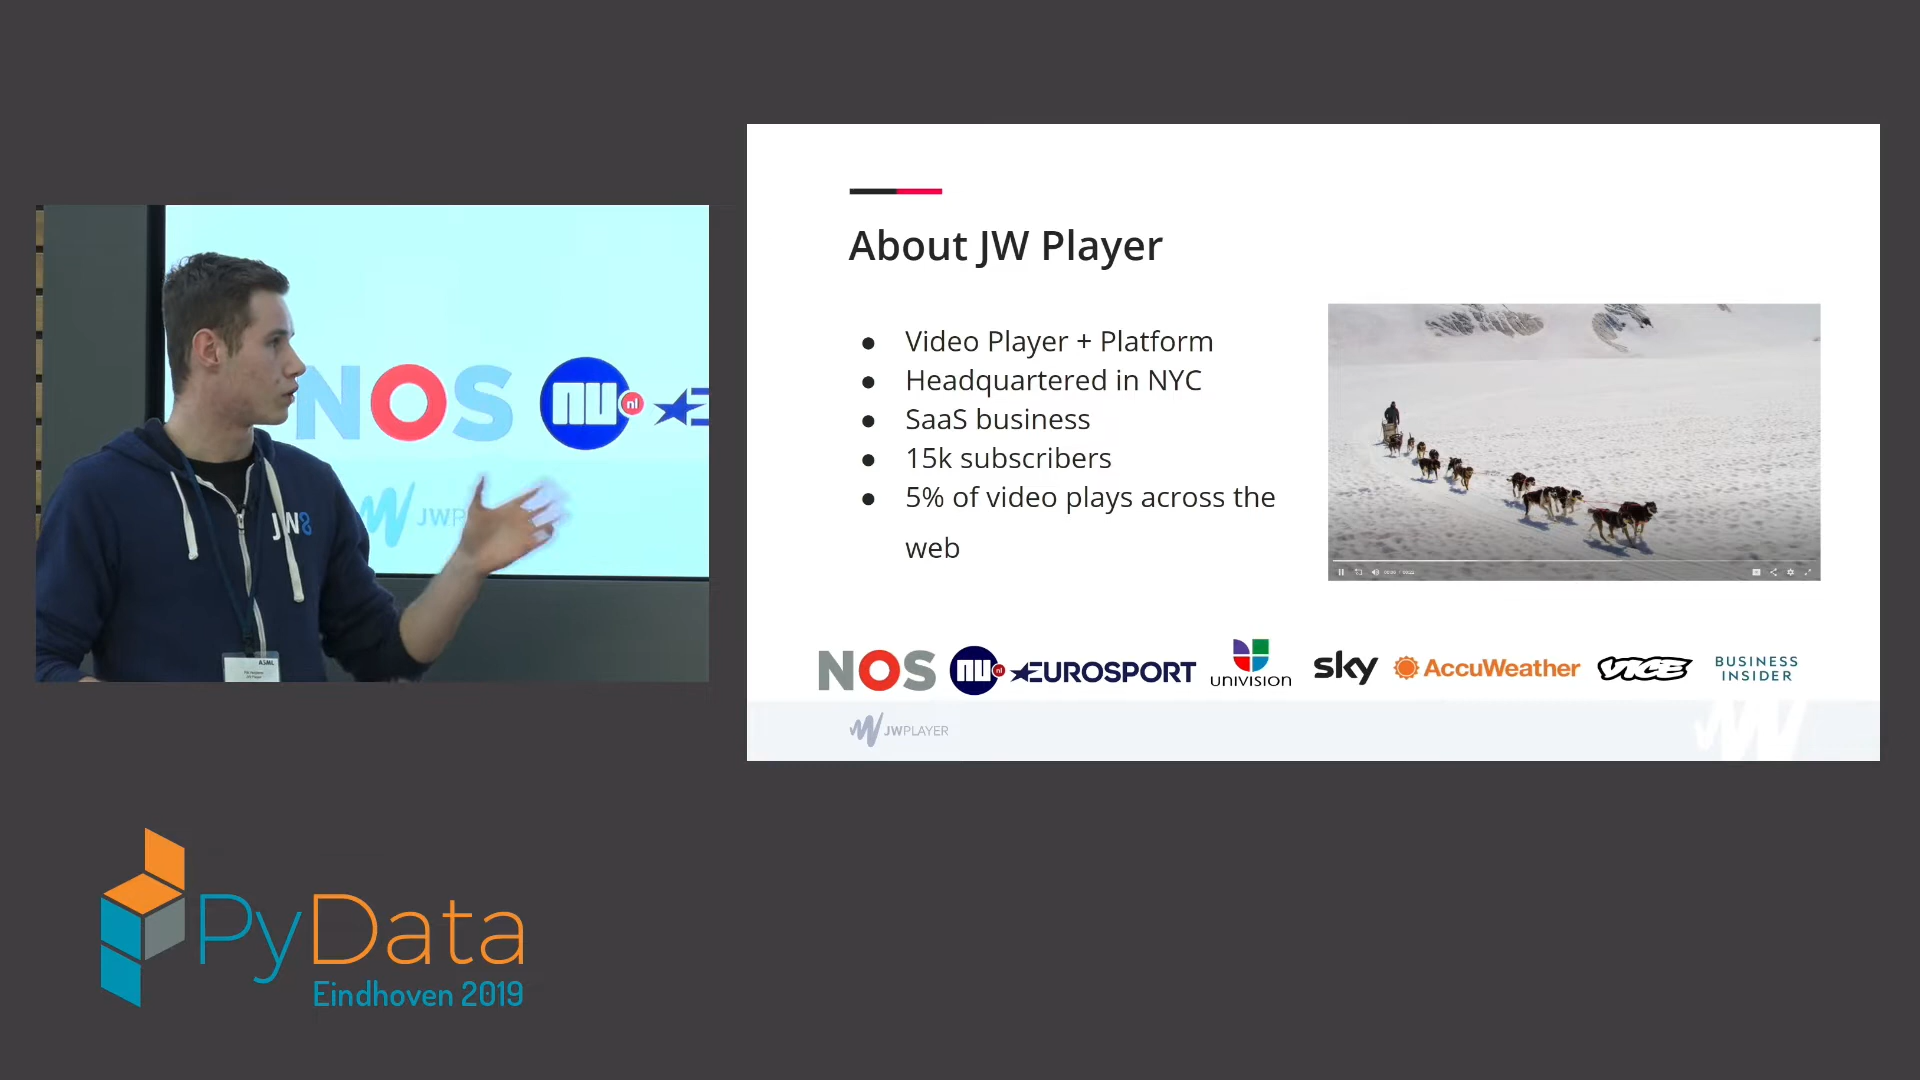 NOS
nu
nl
JWP
JW8
ASML
About JW Player
● Video Player + Platform
● Headquartered in NYC
● SaaS business
● 15k subscribers
● 5% of video plays across the
web
NOS nu nl EUROSPORT UNIVISION sky AccuWeather VICE BUSINESS INSIDER
JWPLAYER
PyData
Eindhoven 2019